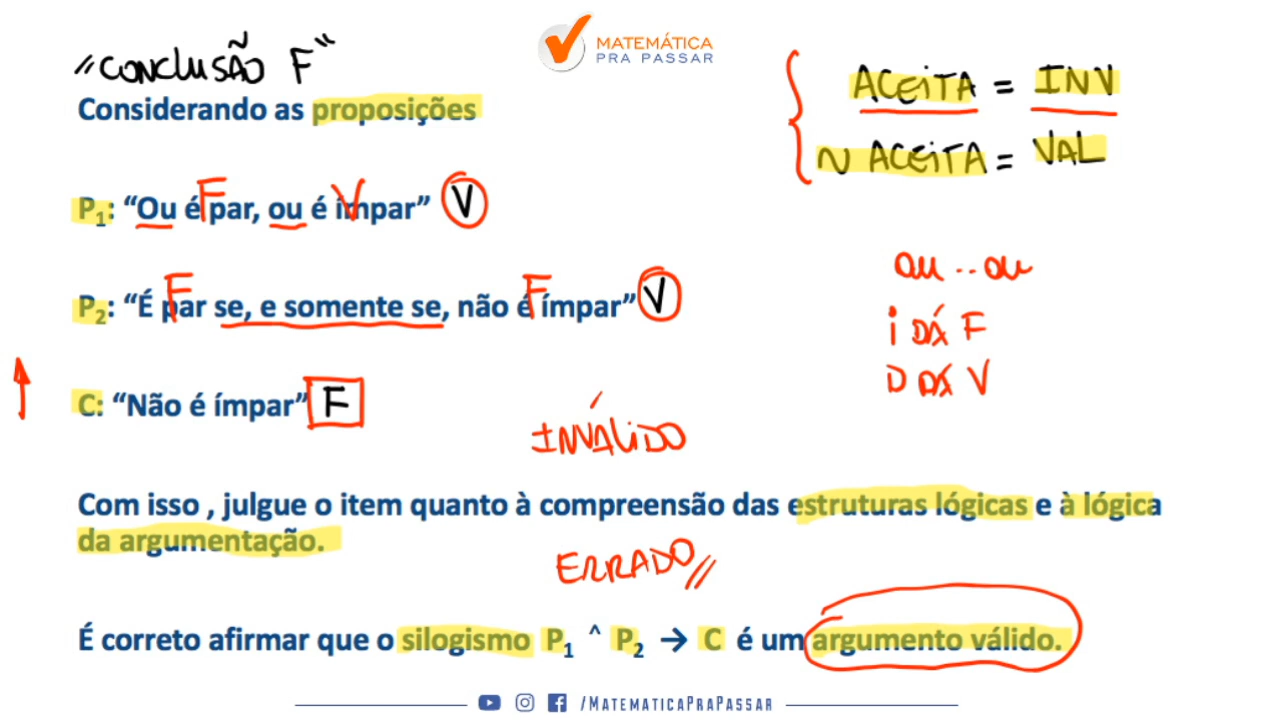 MATEMÁTICA
PRA PASSAR
"CONCLUSÃO F"
ACEITA = INV
N ACEITA = VAL
Considerando as proposições
P1: “Ou é par, ou é ímpar” V
F V
P2: “É par se, e somente se, não é ímpar” V
F F
C: “Não é ímpar” F
OU .. OU
i DÁ F
D DÁ V
INVÁLIDO
Com isso , julgue o item quanto à compreensão das estruturas lógicas e à lógica
da argumentação.
ERRADO //
É correto afirmar que o silogismo P1 ^ P2 → C é um argumento válido.
/MATEMATICAPRAPASSAR